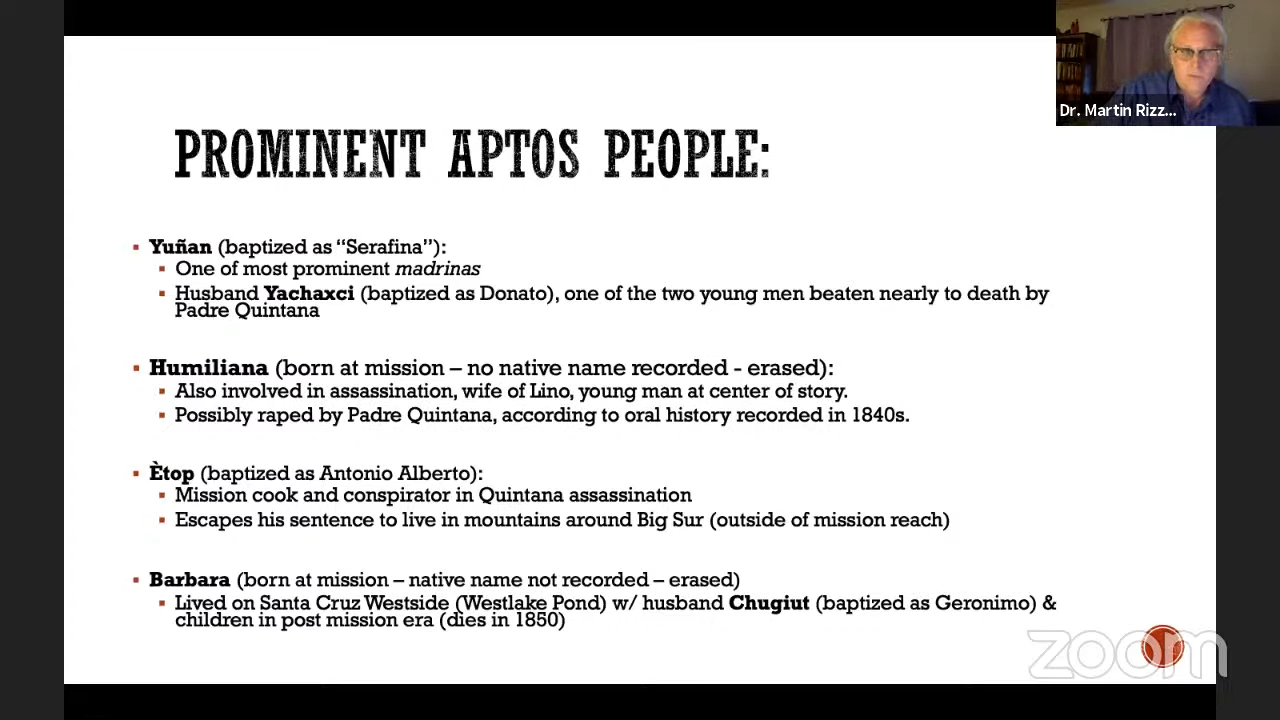 Dr. Martin Rizz...
PROMINENT APTOS PEOPLE:
▪ Yuñan (baptized as “Serafina”):
▪ One of most prominent madrinas
▪ Husband Yachaxci (baptized as Donato), one of the two young men beaten nearly to death by
Padre Quintana
▪ Humiliana (born at mission – no native name recorded - erased):
▪ Also involved in assassination, wife of Lino, young man at center of story.
▪ Possibly raped by Padre Quintana, according to oral history recorded in 1840s.
▪ Ètop (baptized as Antonio Alberto):
▪ Mission cook and conspirator in Quintana assassination
▪ Escapes his sentence to live in mountains around Big Sur (outside of mission reach)
▪ Barbara (born at mission – native name not recorded – erased)
▪ Lived on Santa Cruz Westside (Westlake Pond) w/ husband Chugiut (baptized as Geronimo) &
children in post mission era (dies in 1850)
zoom